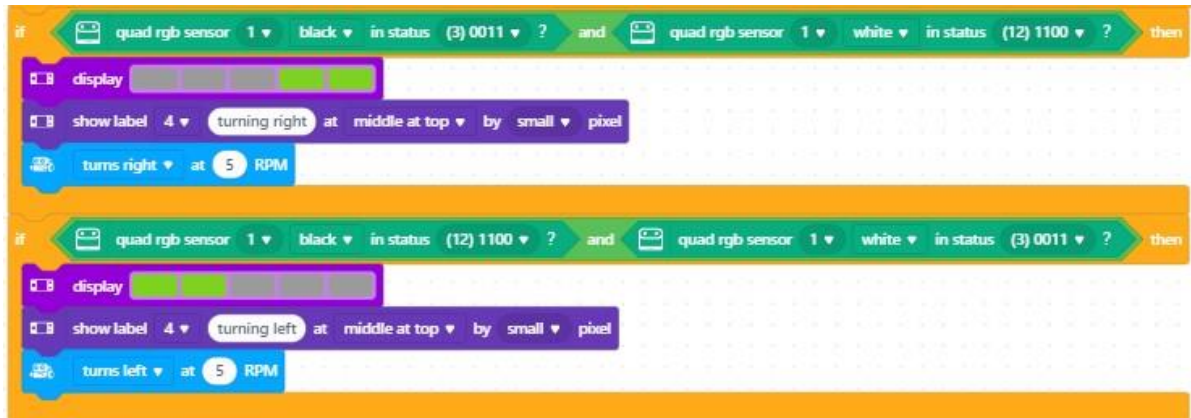 if quad rgb sensor 1 black in status (3) 0011 ? and quad rgb sensor 1 white in status (12) 1100 ? then
display
show label 4 turning right at middle at top by small pixel
turns right at 5 RPM
if quad rgb sensor 1 black in status (12) 1100 ? and quad rgb sensor 1 white in status (3) 0011 ? then
display
show label 4 turning left at middle at top by small pixel
turns left at 5 RPM